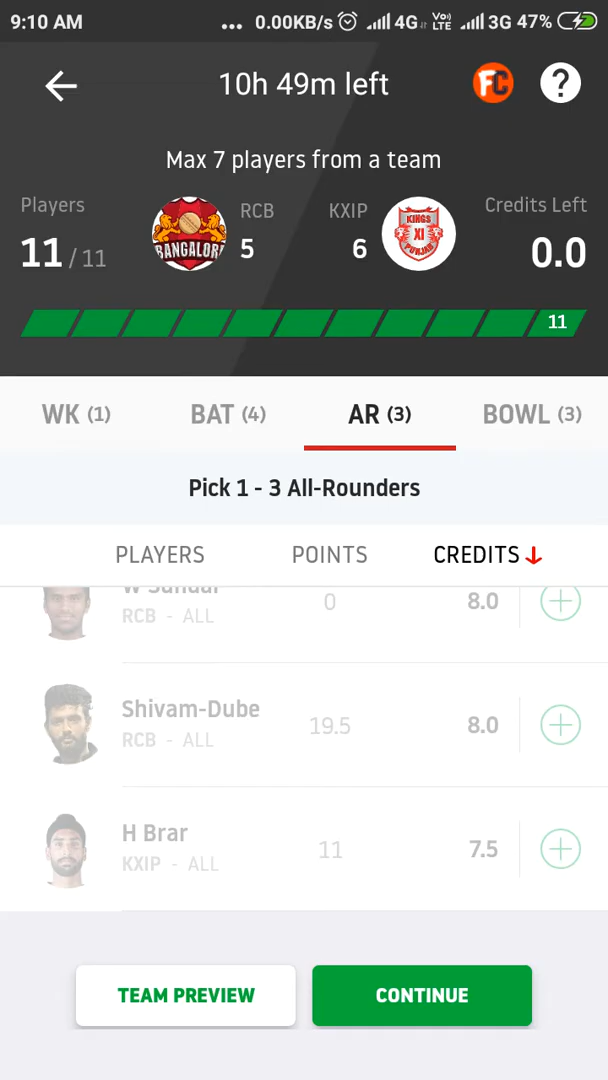 9:10 AM ... 0.00KB/s 4G VoLTE 3G 47%
10h 49m left FC ?
Max 7 players from a team
Players RCB KXIP Credits Left
11 / 11 BANGALORE 5 6 KINGS XI PUNJAB 0.0
11
WK (1) BAT (4) AR (3) BOWL (3)
Pick 1 - 3 All-Rounders
PLAYERS POINTS CREDITS
W Sundar 0 8.0
RCB - ALL
Shivam-Dube 19.5 8.0
RCB - ALL
H Brar 11 7.5
KXIP - ALL
TEAM PREVIEW CONTINUE